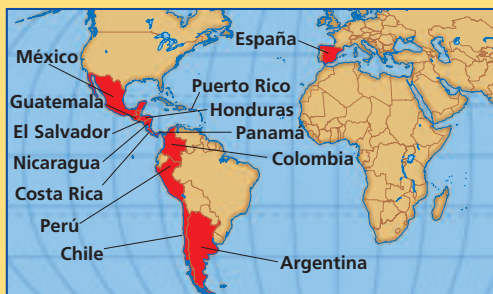 España
México
Puerto Rico
Guatemala
Honduras
El Salvador
Panamá
Nicaragua
Colombia
Costa Rica
Perú
Chile
Argentina